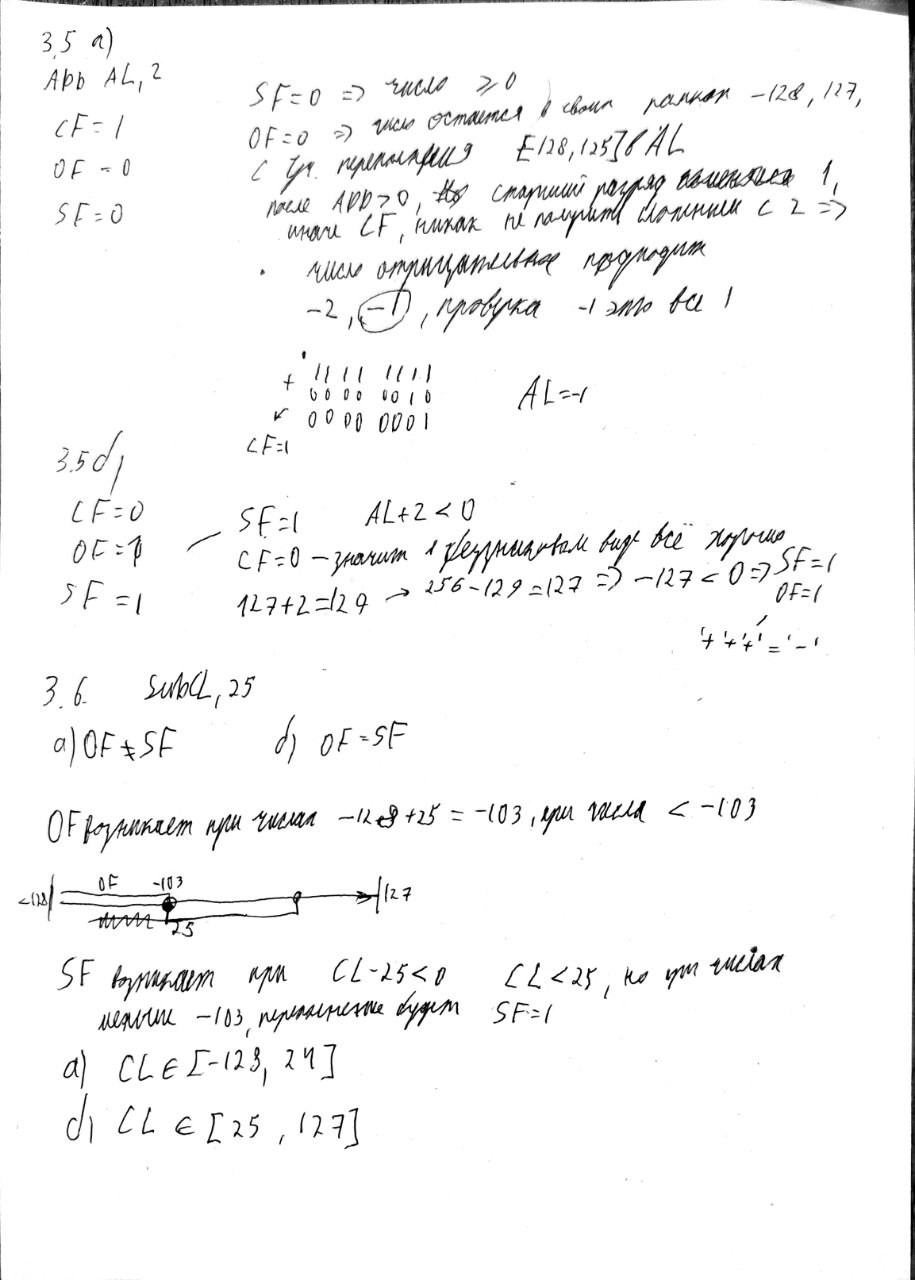 3.5 а)
ADD AL, 2
CF=1
OF=0
SF=0
SF=0 => число ≥0
OF=0 => число остается в своих рамках -128, 127,
с уч. переполнения [-128, 125] в AL
после ADD>0, старший разряд 1,
иначе CF, никак не получить сложением с 2 =>
число отрицательное подходит
-2, -1, проверка -1 это все 1
+ 1111 1111
0000 0010
0000 0001
CF=1
AL=-1
3.5 б)
CF=0
OF=1
SF=1
SF=1 AL+2<0
CF=0 - значит в беззнаковом виде всё хорошо
127+2=129 → 256-129=127 => -127<0 => SF=1
OF=1
'+'+'+'='-'
3.6. Sub CL, 25
а) OF≠SF б) OF=SF
OF возникает при числах -128+25=-103, при числа < -103
OF -103
-128 127
25
SF возникает при CL-25<0 CL<25, но при числах
меньше -103, переполнение будет SF=1
а) CL∈[-128, 24]
б) CL∈[25, 127]